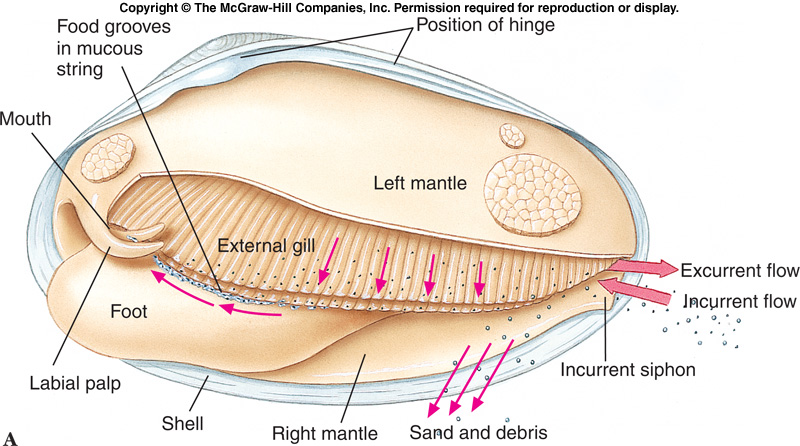 Copyright © The McGraw-Hill Companies, Inc. Permission required for reproduction or display.
Food grooves
in mucous
string
Position of hinge
Mouth
Left mantle
External gill
Excurrent flow
Incurrent flow
Foot
Incurrent siphon
Labial palp
Shell
Right mantle
Sand and debris
A